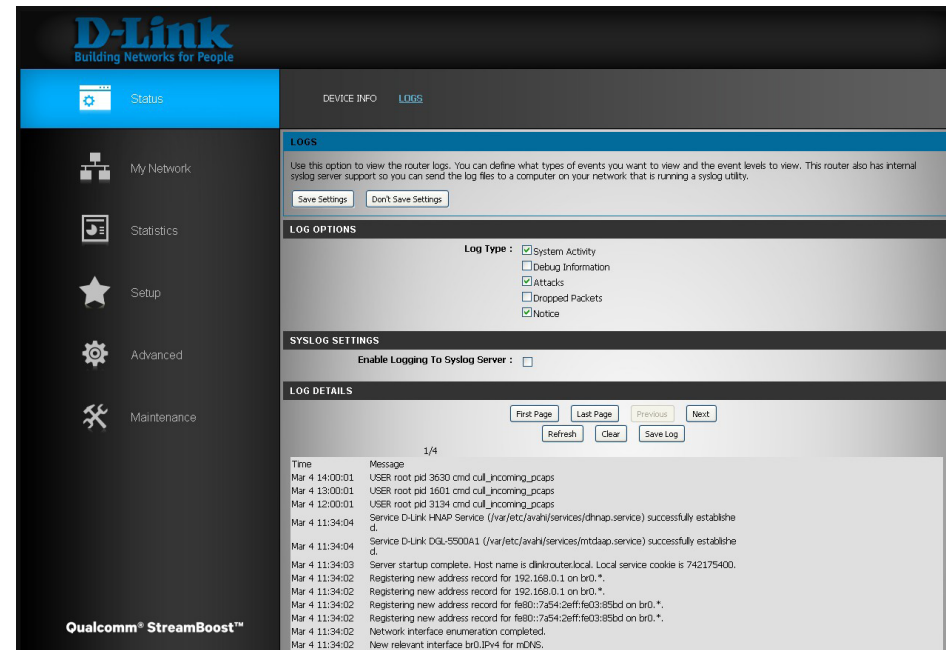 D-Link
Building Networks for People
Status
DEVICE INFO LOGS
My Network
Statistics
Setup
Advanced
Maintenance
Qualcomm® StreamBoost™
LOGS
Use this option to view the router logs. You can define what types of events you want to view and the event levels to view. This router also has internal
syslog server support so you can send the log files to a computer on your network that is running a syslog utility.
Save Settings Don't Save Settings
LOG OPTIONS
Log Type : System Activity
Debug Information
Attacks
Dropped Packets
Notice
SYSLOG SETTINGS
Enable Logging To Syslog Server :
LOG DETAILS
First Page Last Page Previous Next
Refresh Clear Save Log
1/4
Time Message
Mar 4 14:00:01 USER root pid 3630 cmd cull_incoming_pcaps
Mar 4 13:00:01 USER root pid 1601 cmd cull_incoming_pcaps
Mar 4 12:00:01 USER root pid 3134 cmd cull_incoming_pcaps
Mar 4 11:34:04 Service D-Link HNAP Service (/var/etc/avahi/services/dhnap.service) successfully establishe
d.
Mar 4 11:34:04 Service D-Link DGL-5500A1 (/var/etc/avahi/services/mtdaap.service) successfully establishe
d.
Mar 4 11:34:03 Server startup complete. Host name is dlinkrouter.local. Local service cookie is 742175400.
Mar 4 11:34:02 Registering new address record for 192.168.0.1 on br0.*.
Mar 4 11:34:02 Registering new address record for 192.168.0.1 on br0.*.
Mar 4 11:34:02 Registering new address record for fe80::7a54:2eff:fe03:85bd on br0.*.
Mar 4 11:34:02 Registering new address record for fe80::7a54:2eff:fe03:85bd on br0.*.
Mar 4 11:34:02 Network interface enumeration completed.
Mar 4 11:34:02 New relevant interface br0.IPv4 for mDNS.